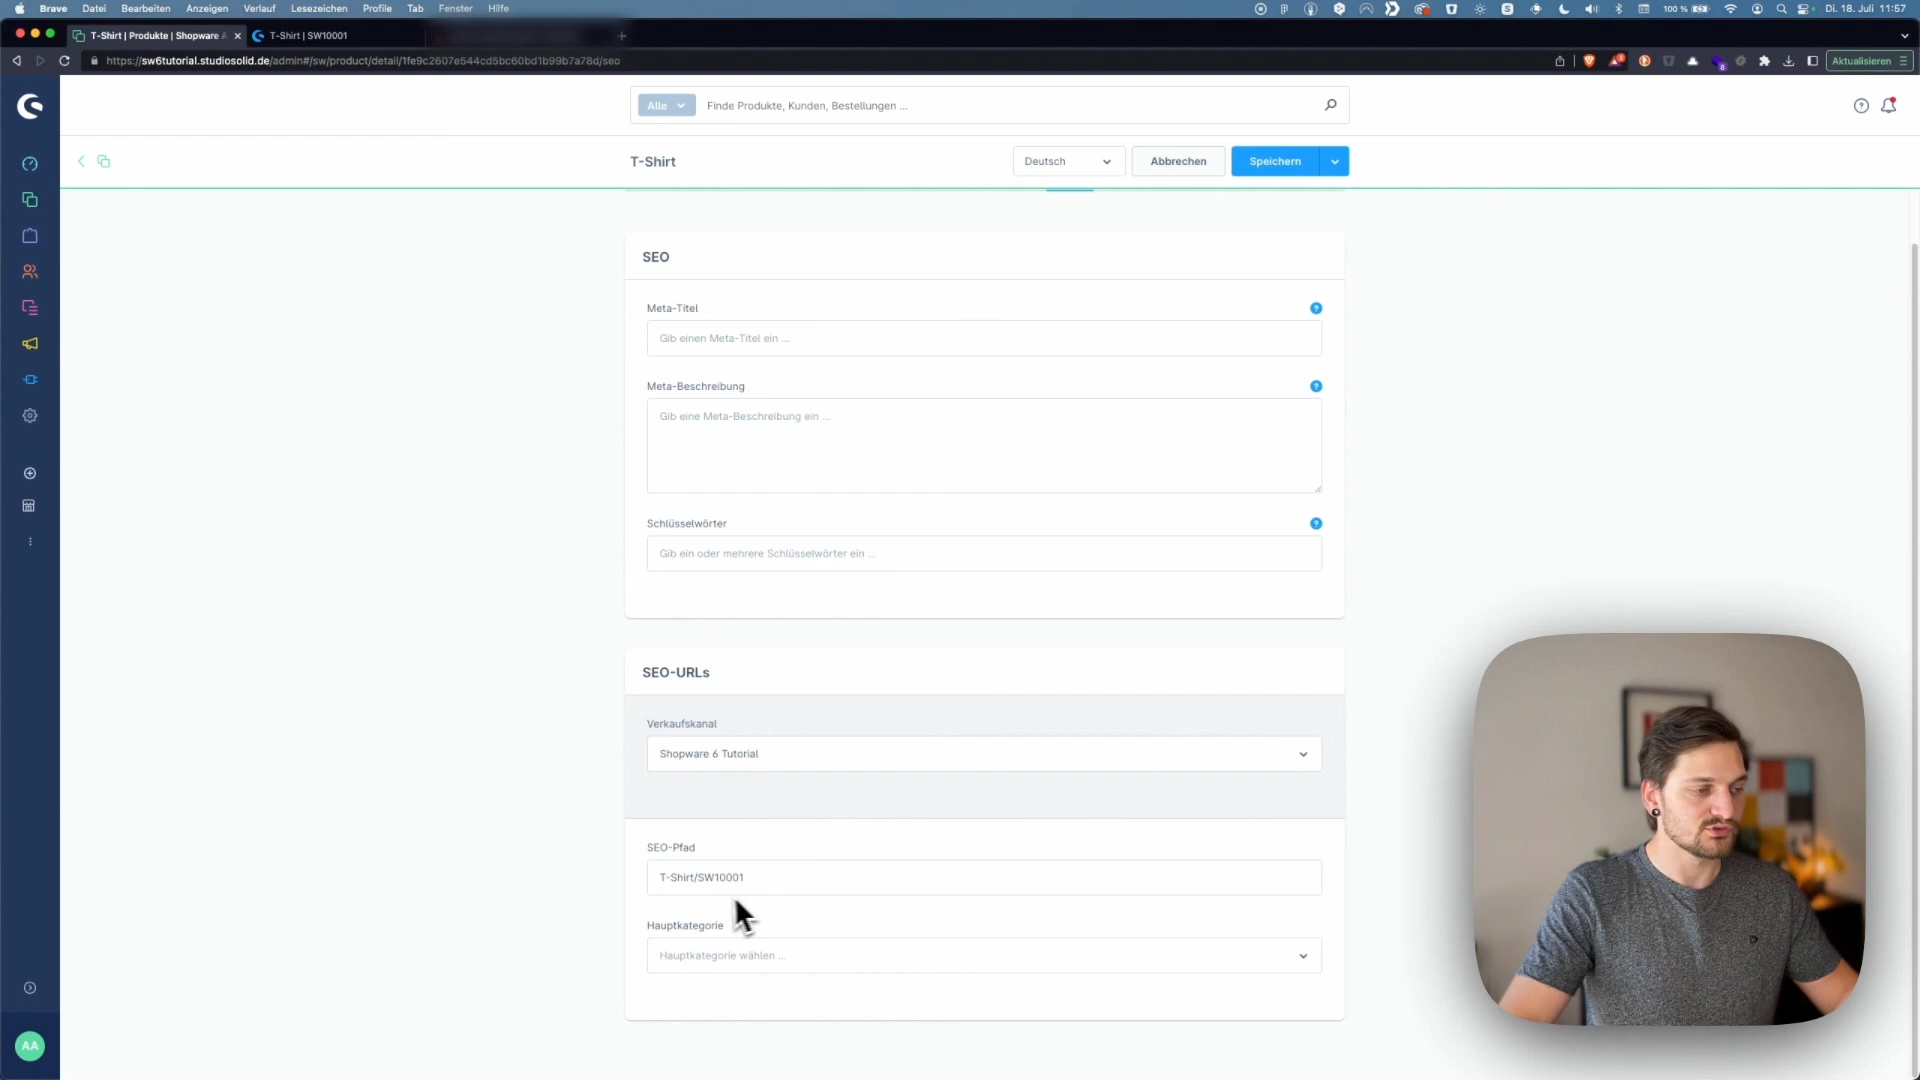 Brave Datei Bearbeiten Anzeigen Verlauf Lesezeichen Profile Tab Fenster Hilfe 100 % Di. 18. Juli 11:57
T-Shirt | Produkte | Shopware A T-Shirt | SW10001
https://sw6tutorial.studiosolid.de/admin#/sw/product/detail/1fe9c2607e544cd5bc60bd1b99b7a78d/seo Aktualisieren
Alle Finde Produkte, Kunden, Bestellungen ...
T-Shirt Deutsch Abbrechen Speichern
SEO
Meta-Titel
Gib einen Meta-Titel ein ...
Meta-Beschreibung
Gib eine Meta-Beschreibung ein ...
Schlüsselwörter
Gib ein oder mehrere Schlüsselwörter ein ...
SEO-URLs
Verkaufskanal
Shopware 6 Tutorial
SEO-Pfad
T-Shirt/SW10001
Hauptkategorie
Hauptkategorie wählen ...
AA